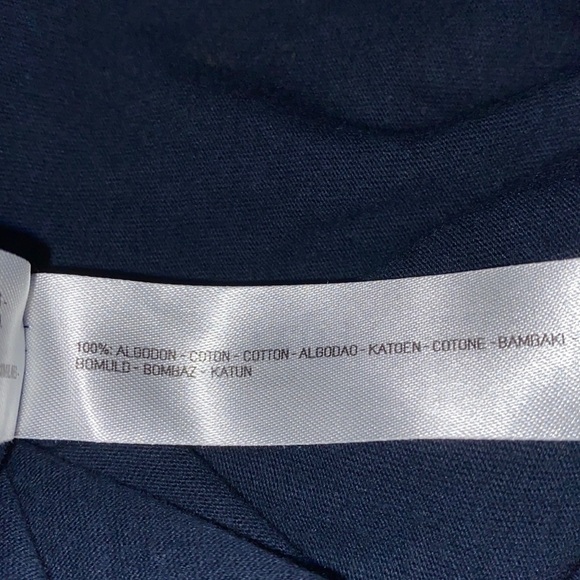 100%: ALGODON - COTON - COTTON - ALGODAO - KATOEN - COTONE - BAMBAKI -
BOMULD - BOMBAZ - KATUN